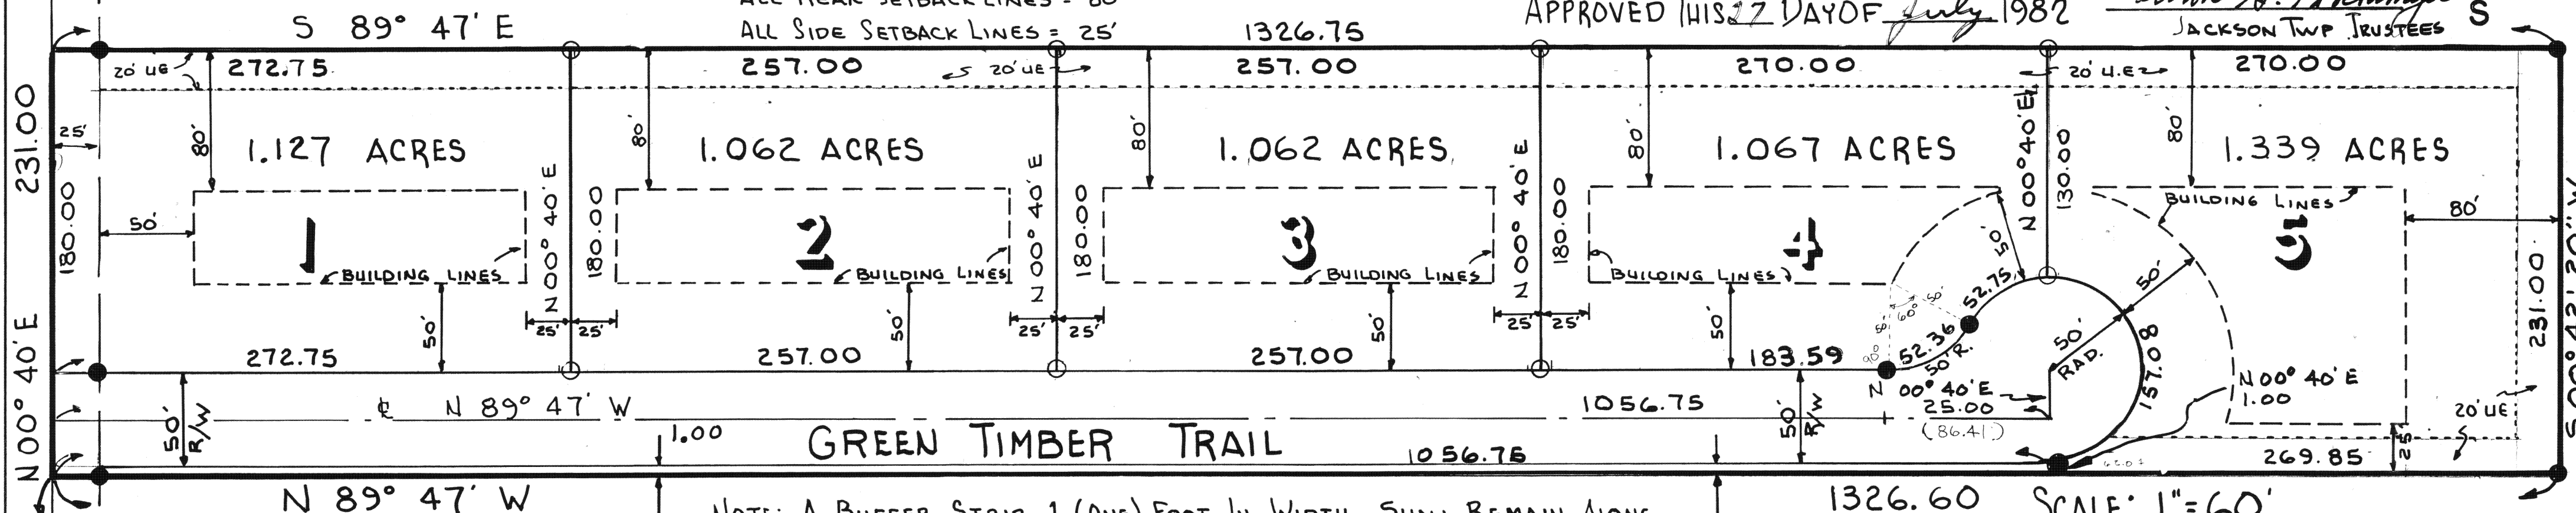 ALL SIDE SETBACK LINES = 25'
APPROVED THIS 27 DAY OF July 1982
JACKSON TWP TRUSTEES
S
S 89° 47' E
1326.75
20' UE
272.75
257.00
20' UE
257.00
270.00
20' U.E
270.00
231.00
25'
80'
80'
80'
80'
80'
1.127 ACRES
1.062 ACRES
1.062 ACRES
1.067 ACRES
1.339 ACRES
180.00
50'
1
BUILDING LINES
N 00° 40' E
180.00
2
BUILDING LINES
N 00° 40' E
180.00
3
BUILDING LINES
N 00° 40' E
180.00
4
BUILDING LINES
N 00° 40' E
130.00
BUILDING LINES
5
80'
50'
50'
60°
50'
50'
52.75
52.36
50' R.
90°
50'
RAD.
157.08
231.00
25' 25'
25' 25'
25' 25'
50'
50'
50'
50'
272.75
257.00
257.00
183.59
N 00° 40' E
25.00
(86.41)
N 00° 40' E
1.00
20' UE
N 00° 40' E
50'
R/W
℄ N 89° 47' W
1056.75
50'
R/W
1.00
GREEN TIMBER TRAIL
1056.75
269.85
25'
N 89° 47' W
1326.60
SCALE: 1"=60'